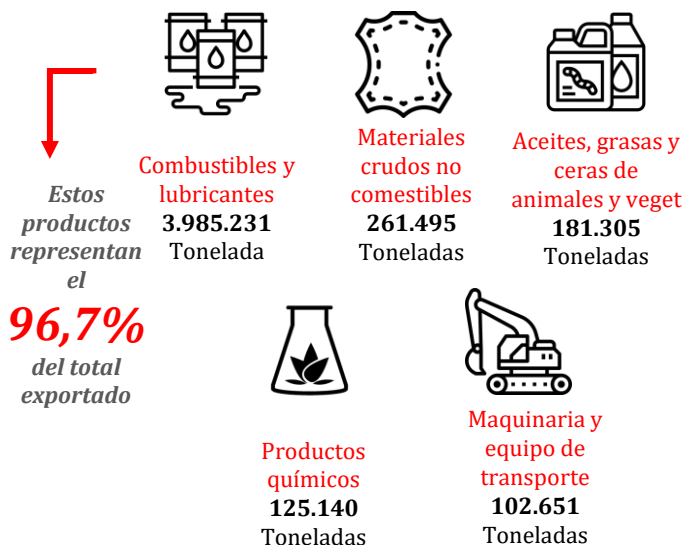 Estos
productos
representan
el
96,7%
del total
exportado
Combustibles y
lubricantes
3.985.231
Tonelada
Materiales
crudos no
comestibles
261.495
Toneladas
Aceites, grasas y
ceras de
animales y veget
181.305
Toneladas
Productos
químicos
125.140
Toneladas
Maquinaria y
equipo de
transporte
102.651
Toneladas